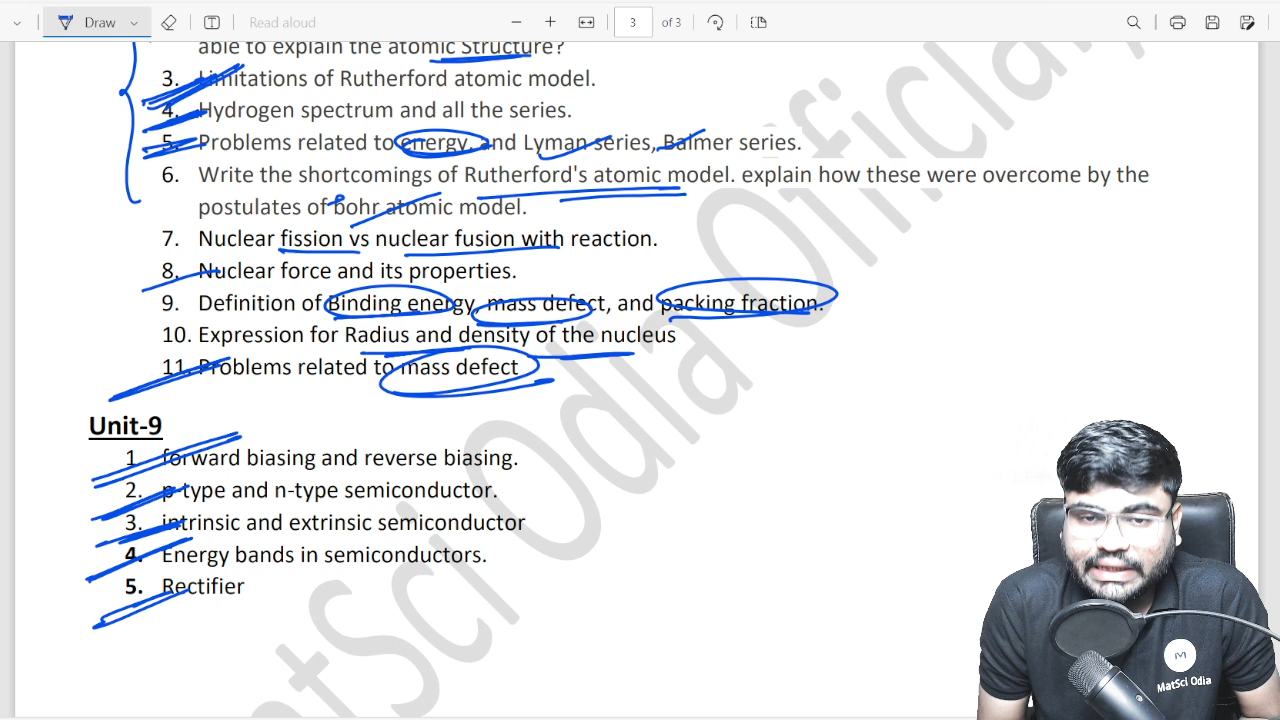 Draw
Read aloud
3
of 3
able to explain the atomic Structure?
3. Limitations of Rutherford atomic model.
4. Hydrogen spectrum and all the series.
5. Problems related to energy, and Lyman series, Balmer series.
6. Write the shortcomings of Rutherford's atomic model. explain how these were overcome by the
postulates of bohr atomic model.
7. Nuclear fission vs nuclear fusion with reaction.
8. Nuclear force and its properties.
9. Definition of Binding energy, mass defect, and packing fraction.
10. Expression for Radius and density of the nucleus
11. Problems related to mass defect
Unit-9
1. forward biasing and reverse biasing.
2. p-type and n-type semiconductor.
3. intrinsic and extrinsic semiconductor
4. Energy bands in semiconductors.
5. Rectifier
MatSci Odia